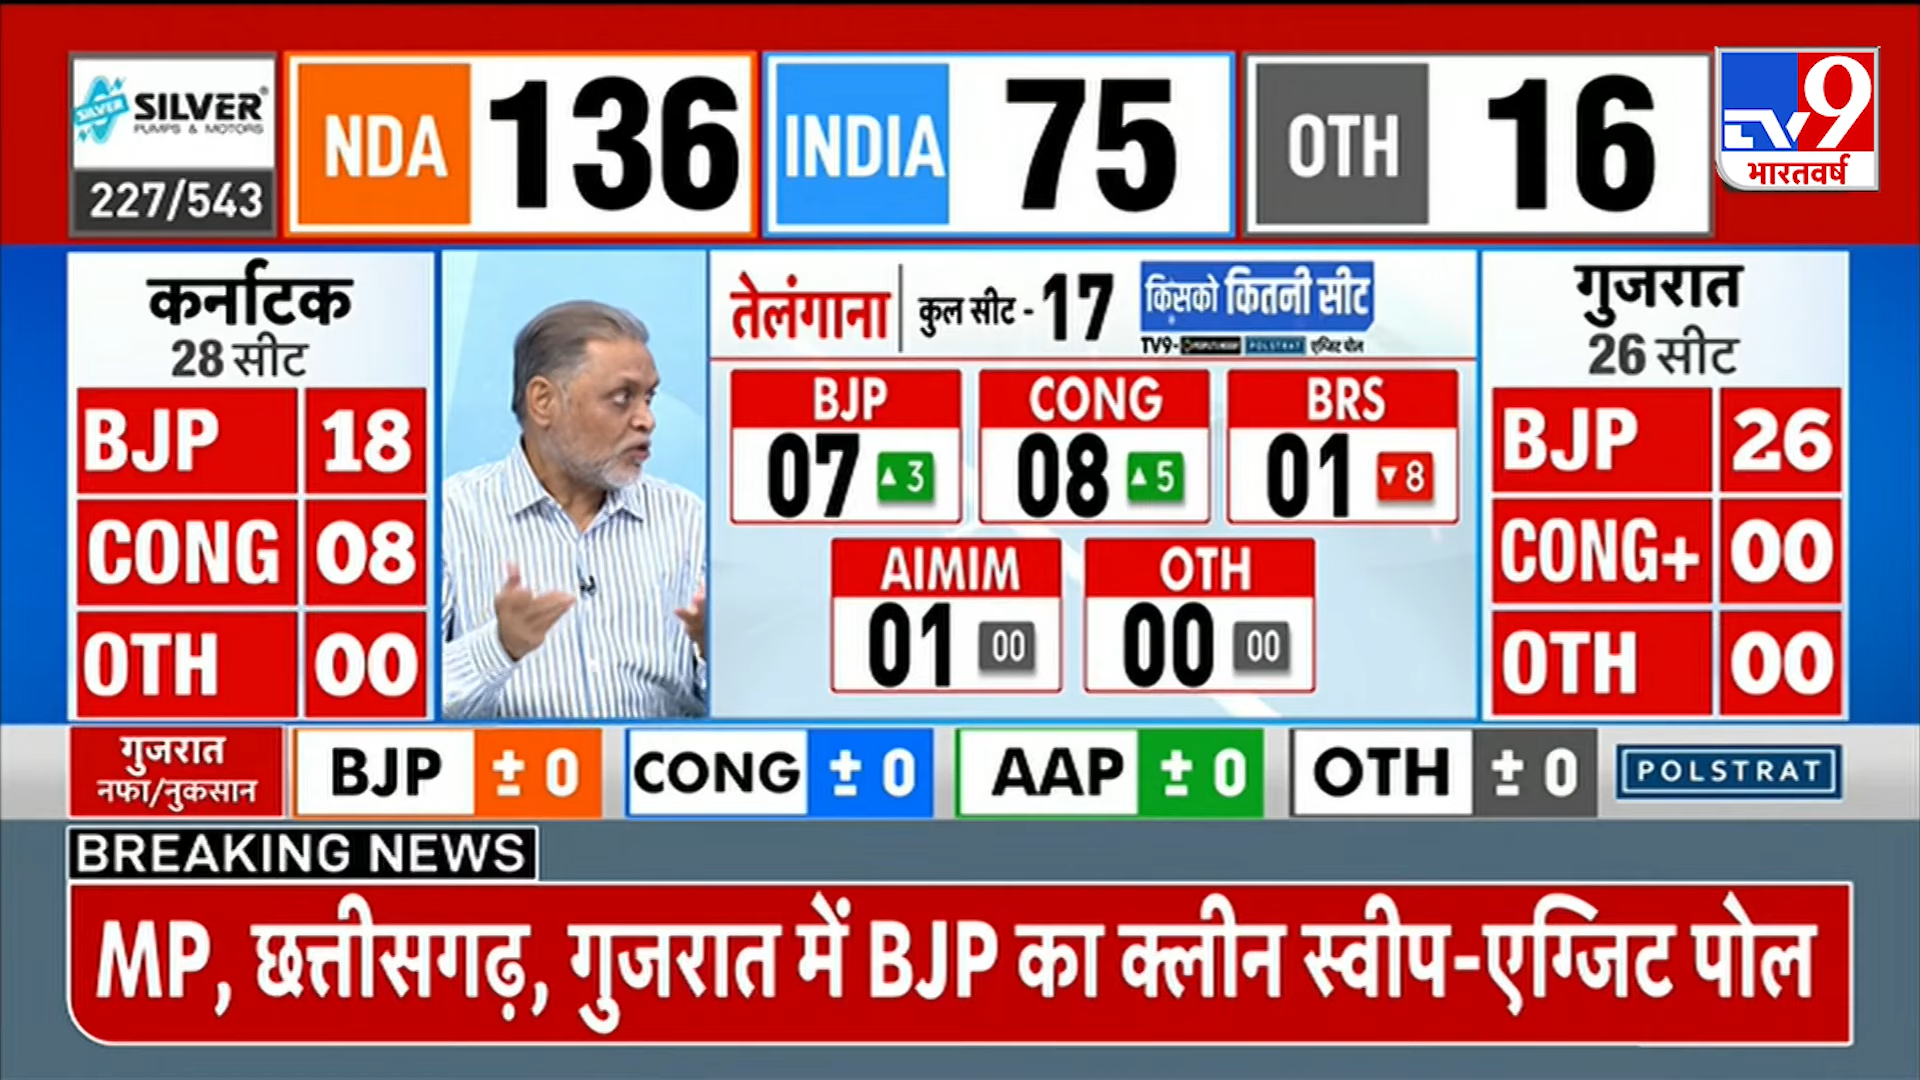 SILVER
PUMPS & MOTORS
227/543
NDA 136
INDIA 75
OTH 16
TV9
भारतवर्ष
कर्नाटक
28 सीट
BJP 18
CONG 08
OTH 00
तेलंगाना
कुल सीट - 17
किसको कितनी सीट
TV9- POLSTRAT एग्जिट पोल
BJP
07 ▲3
CONG
08 ▲5
BRS
01 ▼8
AIMIM
01 00
OTH
00 00
गुजरात
26 सीट
BJP 26
CONG+ 00
OTH 00
गुजरात
नफा/नुकसान
BJP ± 0
CONG ± 0
AAP ± 0
OTH ± 0
POLSTRAT
BREAKING NEWS
MP, छत्तीसगढ़, गुजरात में BJP का क्लीन स्वीप-एग्जिट पोल